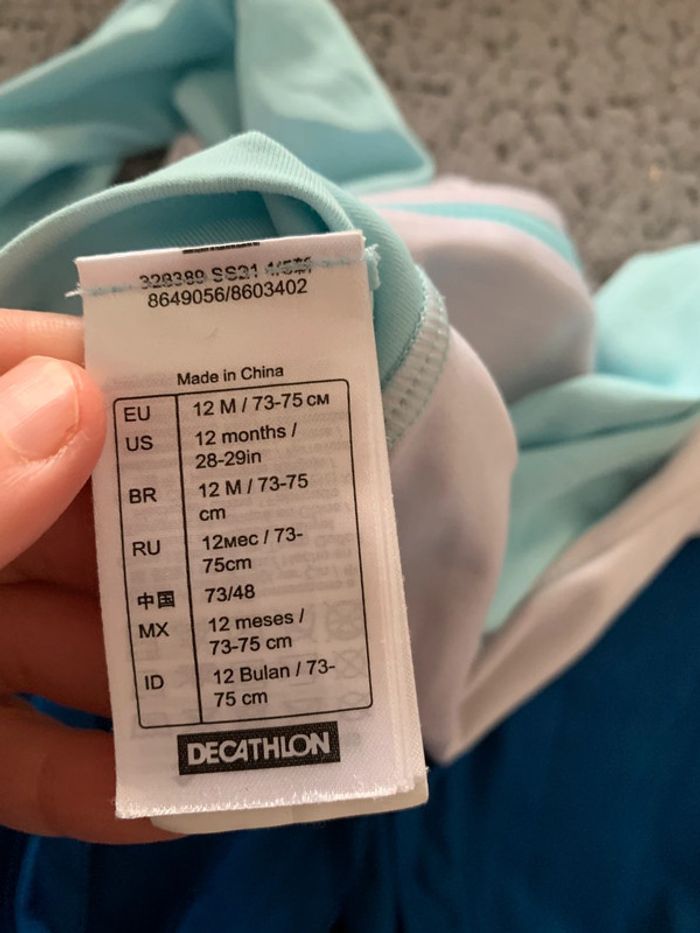 328389 SS21
8649056/8603402
Made in China
EU 12 M / 73-75 CM
US 12 months /
28-29in
BR 12 M / 73-75
cm
RU 12мес / 73-
75cm
中国 73/48
MX 12 meses /
73-75 cm
ID 12 Bulan / 73-
75 cm
DECATHLON